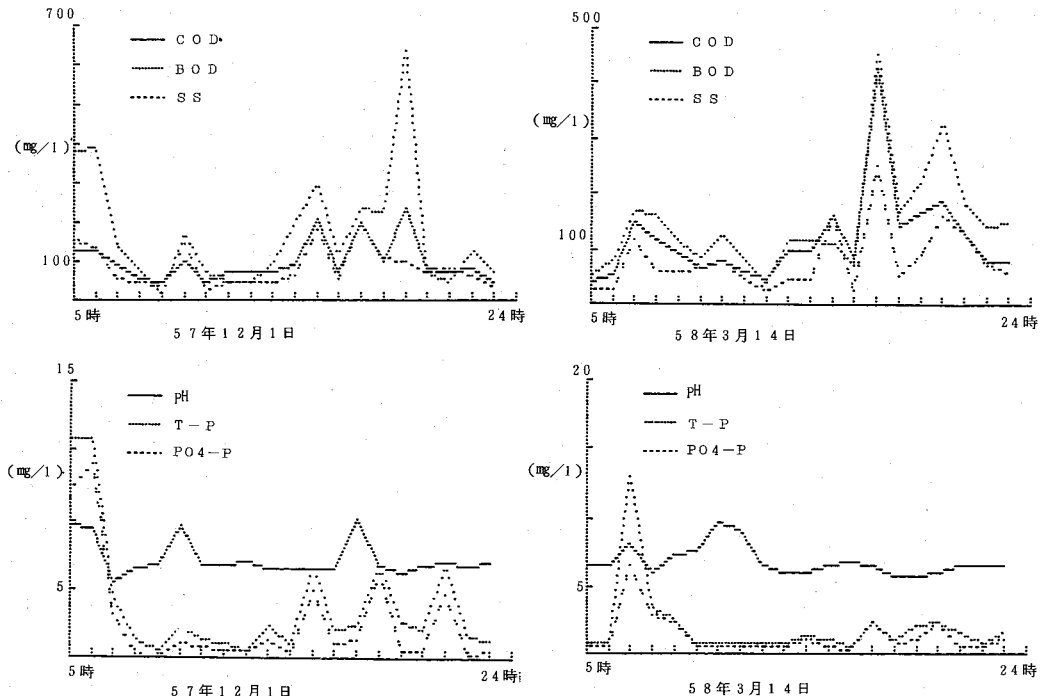 700
COD
BOD
SS
(mg/l)
100
5時
24時
57年12月1日
500
COD
BOD
SS
(mg/l)
100
5時
24時
58年3月14日
15
pH
T-P
PO4-P
(mg/l)
5
5時
24時
57年12月1日
20
pH
T-P
PO4-P
(mg/l)
5
5時
24時
58年3月14日